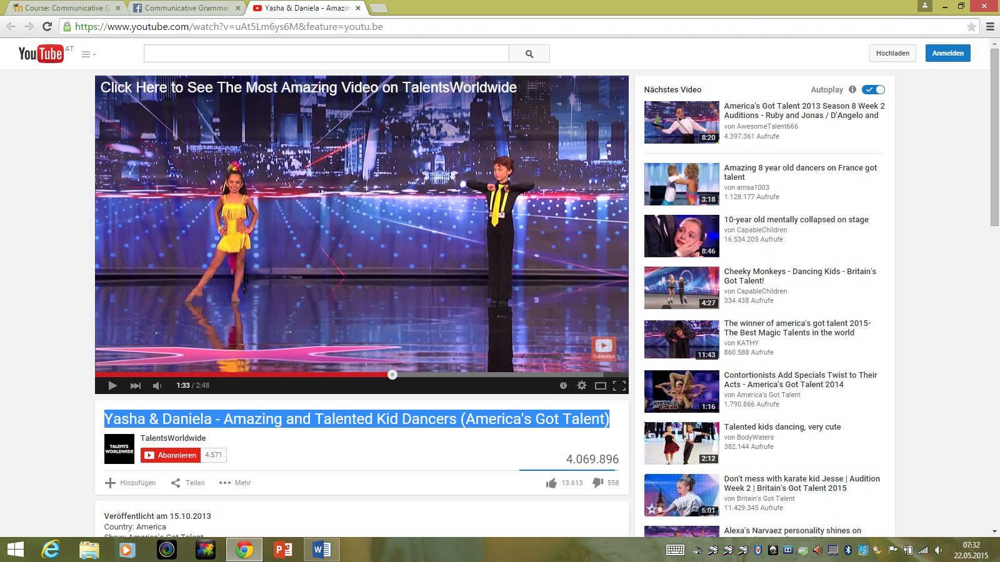 Course: Communicative G
Communicative Grammar
Yasha & Daniela - Amazin
https://www.youtube.com/watch?v=uAt5Lm6ys6M&feature=youtu.be
YouTube AT
Hochladen
Anmelden
Click Here to See The Most Amazing Video on TalentsWorldwide
Subscribe
1:33 / 2:48
Yasha & Daniela - Amazing and Talented Kid Dancers (America's Got Talent)
TALENTS
WORLDWIDE
TalentsWorldwide
Abonnieren 4.571
4.069.896
Hinzufügen Teilen Mehr
13.613 558
Veröffentlicht am 15.10.2013
Country: America
Show: America's Got Talent
Nächstes Video
Autoplay
America's Got Talent 2013 Season 8 Week 2
Auditions - Ruby and Jonas / D'Angelo and
von AwesomeTalent666
4.397.361 Aufrufe
8:20
Amazing 8 year old dancers on France got
talent
von amsa1003
1.128.177 Aufrufe
3:18
10-year old mentally collapsed on stage
von CapableChildren
16.534.205 Aufrufe
8:46
Cheeky Monkeys - Dancing Kids - Britain's
Got Talent!
von CapableChildren
334.438 Aufrufe
4:27
The winner of america's got talent 2015-
The Best Magic Talents in the world
von KATHY
860.588 Aufrufe
11:43
Contortionists Add Specials Twist to Their
Acts - America's Got Talent 2014
von America's Got Talent
1.790.866 Aufrufe
1:16
Talented kids dancing, very cute
von BodyWaters
382.144 Aufrufe
2:12
Don't mess with karate kid Jesse | Audition
Week 2 | Britain's Got Talent 2015
von Britain's Got Talent
11.429.345 Aufrufe
5:01
Alexa's Narvaez personality shines on
07:32
22.05.2015